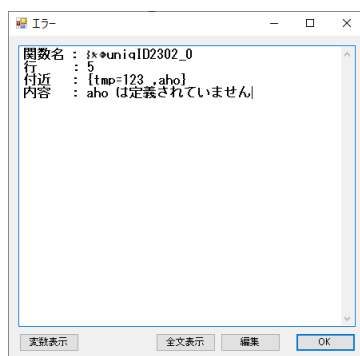 エラー
関数名 : }*@uniqID2302_0
行 : 5
付近 : {tmp=123 ,aho}
内容 : aho は定義されていません
変数表示 全文表示 編集 OK